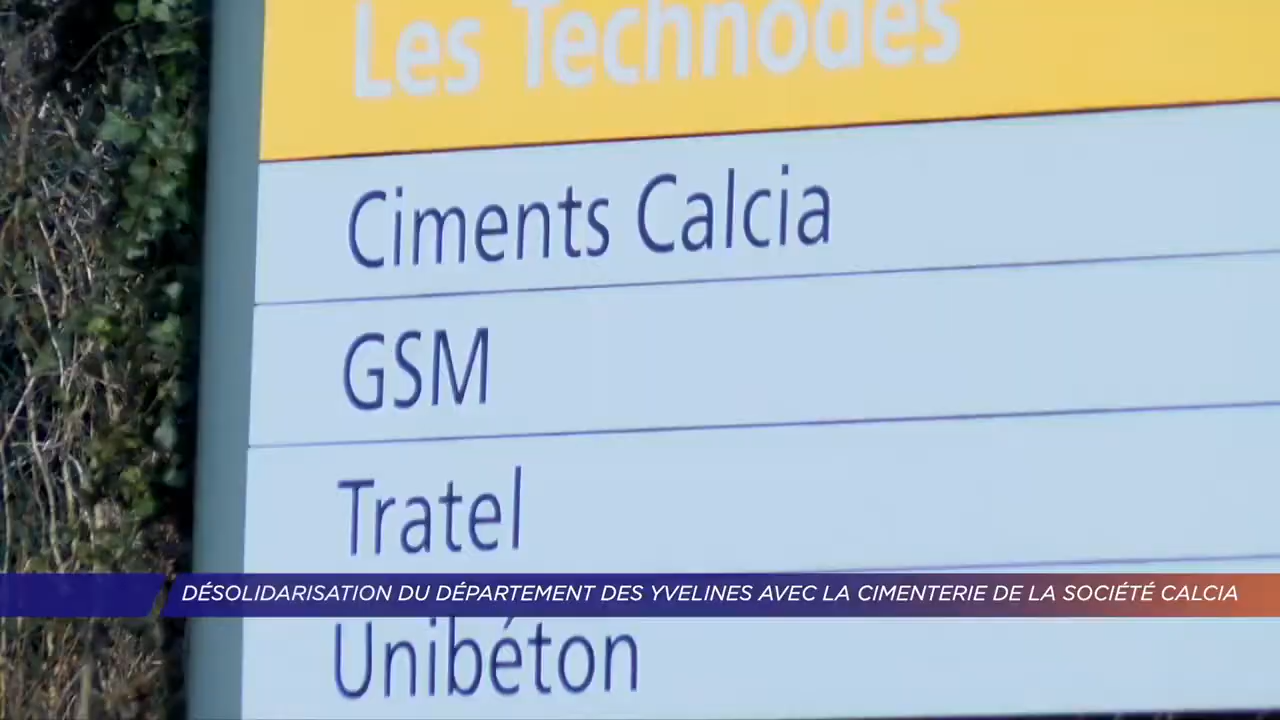 Les Technodes
Ciments Calcia
GSM
Tratel
DÉSOLIDARISATION DU DÉPARTEMENT DES YVELINES AVEC LA CIMENTERIE DE LA SOCIÉTÉ CALCIA
Unibéton